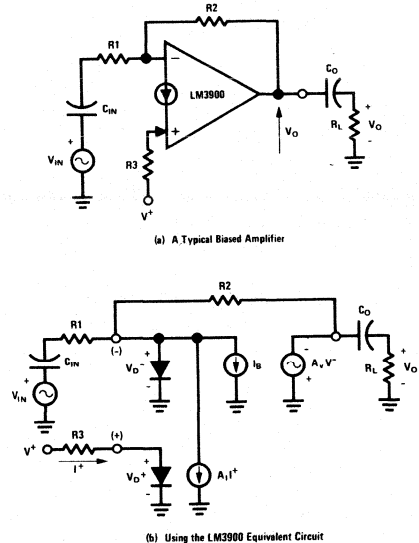 R2
R1
LM3900
CIN
VIN
R3
V+
CO
RL
VO
VO
+
-
+
-
+
(a) A Typical Biased Amplifier
R2
R1
(-)
CIN
VIN
+
VD-
+
-
IB
-
AvV-
+
CO
RL
VO
+
-
V+
R3
(+)
I+
VD+
+
-
AII+
(b) Using the LM3900 Equivalent Circuit